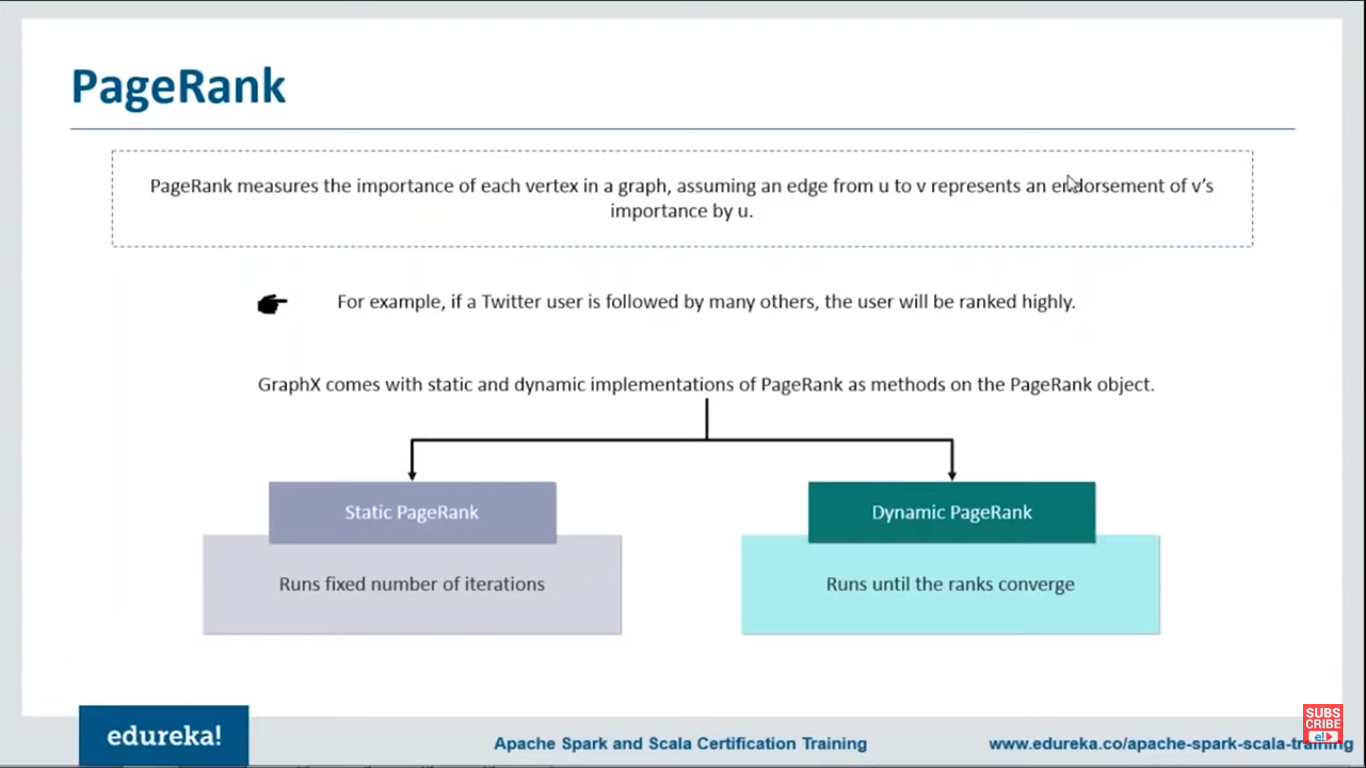 PageRank
PageRank measures the importance of each vertex in a graph, assuming an edge from u to v represents an endorsement of v's
importance by u.
For example, if a Twitter user is followed by many others, the user will be ranked highly.
GraphX comes with static and dynamic implementations of PageRank as methods on the PageRank object.
Static PageRank
Dynamic PageRank
Runs fixed number of iterations
Runs until the ranks converge
SUBS
CRIBE
e!
edureka!
Apache Spark and Scala Certification Training
www.edureka.co/apache-spark-scala-training